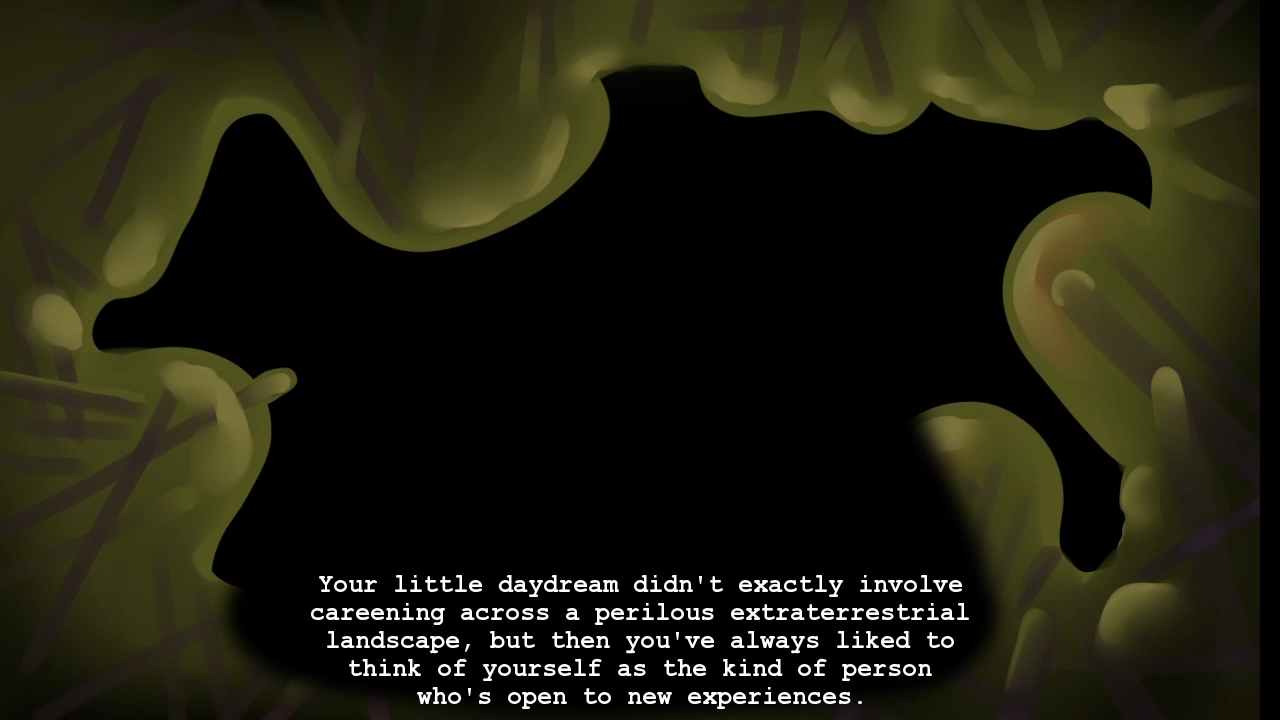 Your little daydream didn't exactly involve
careening across a perilous extraterrestrial
landscape, but then you've always liked to
think of yourself as the kind of person
who's open to new experiences.